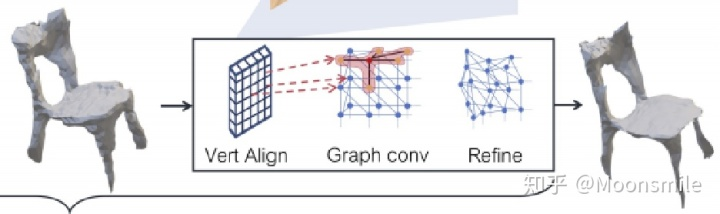 Vert Align
Graph conv
Refine
知乎 @Moonsmile